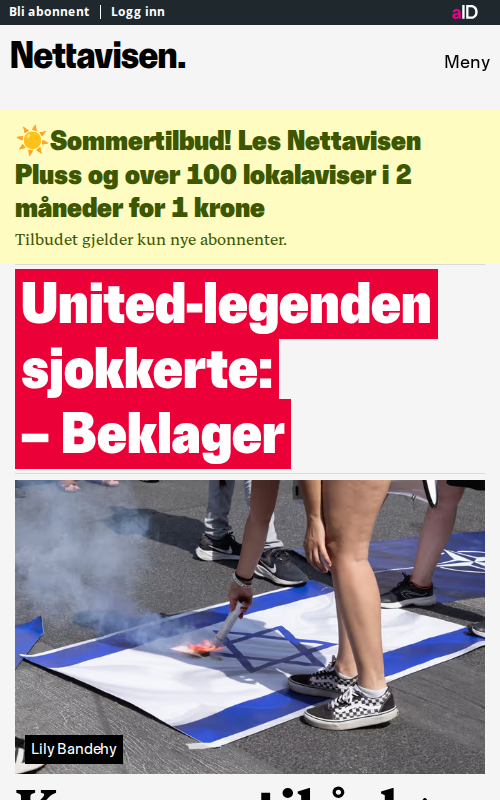 Bli abonnent | Logg inn
aID
Nettavisen.
Meny
☀️Sommertilbud! Les Nettavisen
Pluss og over 100 lokalaviser i 2
måneder for 1 krone
Tilbudet gjelder kun nye abonnenter.
United-legenden
sjokkerte:
– Beklager
Lily Bandehy